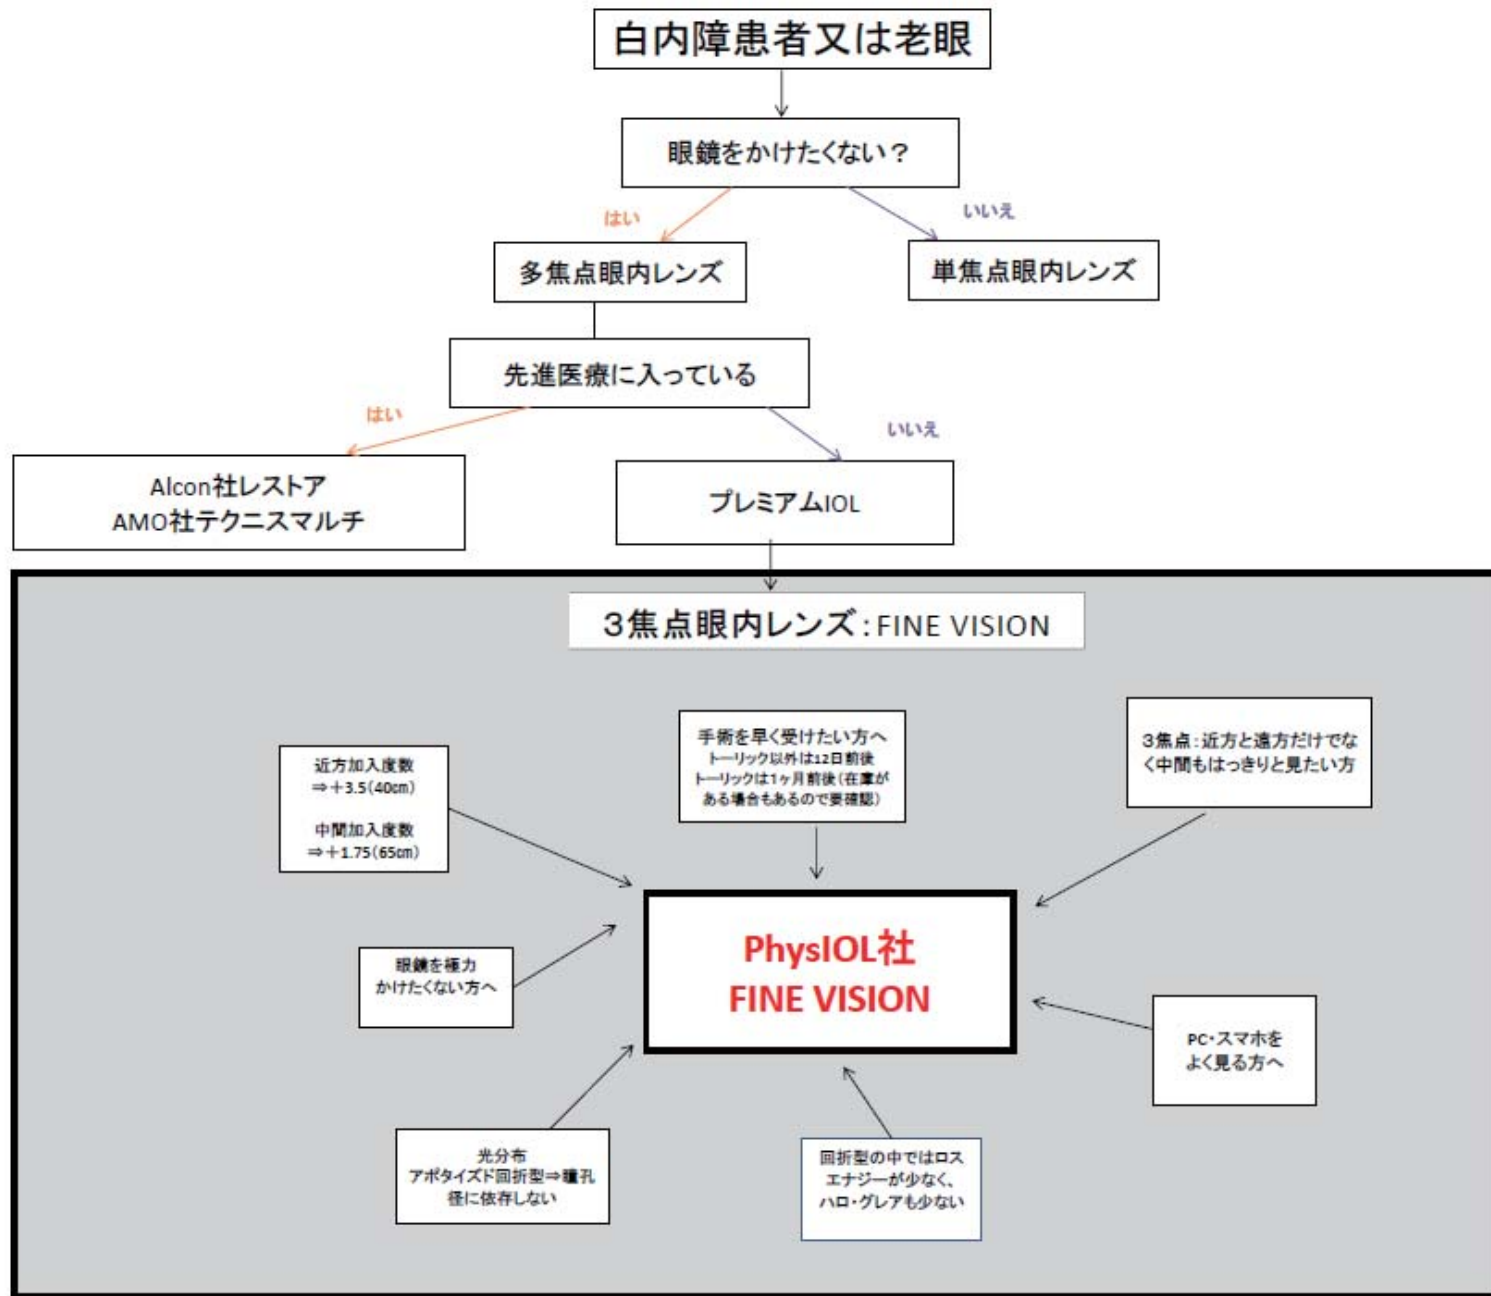 白内障患者又は老眼
眼鏡をかけたくない？
はい
いいえ
多焦点眼内レンズ
単焦点眼内レンズ
先進医療に入っている
はい
いいえ
Alcon社レストア
AMO社テクニスマルチ
プレミアムIOL
３焦点眼内レンズ：FINE VISION
手術を早く受けたい方へ
トーリック以外は12日前後
トーリックは1ヶ月前後（在庫が
ある場合もあるので要確認）
３焦点：近方と遠方だけでな
く中間もはっきりと見たい方
近方加入度数
⇒＋3.5（40㎝）
中間加入度数
⇒＋1.75（65㎝）
PhysIOL社
FINE VISION
眼鏡を極力
かけたくない方へ
PC・スマホを
よく見る方へ
光分布
アポタイズド回折型⇒瞳孔
径に依存しない
回折型の中ではロス
エナジーが少なく、
ハロ・グレアも少ない